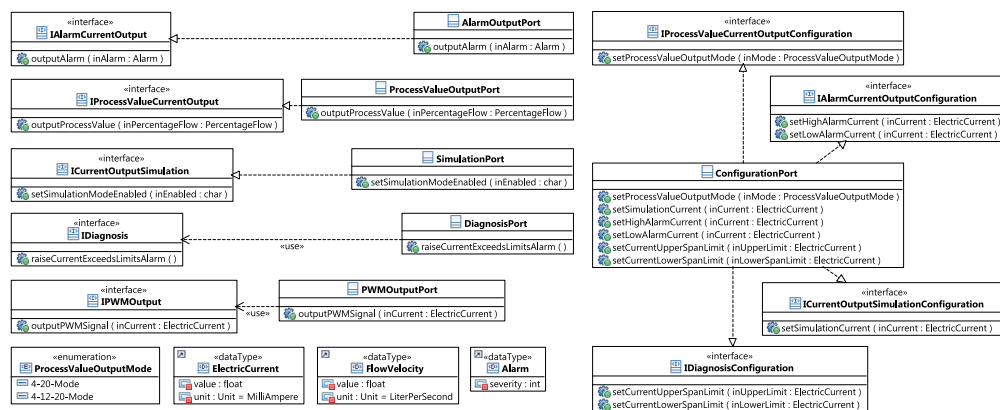 «interface»
IAlarmCurrentOutput
outputAlarm ( inAlarm : Alarm )
AlarmOutputPort
outputAlarm ( inAlarm : Alarm )
«interface»
IProcessValueCurrentOutput
outputProcessValue ( inPercentageFlow : PercentageFlow )
ProcessValueOutputPort
outputProcessValue ( inPercentageFlow : PercentageFlow )
«interface»
ICurrentOutputSimulation
setSimulationModeEnabled ( inEnabled : char )
SimulationPort
setSimulationModeEnabled ( inEnabled : char )
«interface»
IDiagnosis
raiseCurrentExceedsLimitsAlarm ( )
«use»
DiagnosisPort
raiseCurrentExceedsLimitsAlarm ( )
«interface»
IPWMOutput
outputPWMSignal ( inCurrent : ElectricCurrent )
«use»
PWMOutputPort
outputPWMSignal ( inCurrent : ElectricCurrent )
«enumeration»
ProcessValueOutputMode
4-20-Mode
4-12-20-Mode
«dataType»
ElectricCurrent
value : float
unit : Unit = MilliAmpere
«dataType»
FlowVelocity
value : float
unit : Unit = LiterPerSecond
«dataType»
Alarm
severity : int
«interface»
IProcessValueCurrentOutputConfiguration
setProcessValueOutputMode ( inMode : ProcessValueOutputMode )
«interface»
IAlarmCurrentOutputConfiguration
setHighAlarmCurrent ( inCurrent : ElectricCurrent )
setLowAlarmCurrent ( inCurrent : ElectricCurrent )
ConfigurationPort
setProcessValueOutputMode ( inMode : ProcessValueOutputMode )
setSimulationCurrent ( inCurrent : ElectricCurrent )
setHighAlarmCurrent ( inCurrent : ElectricCurrent )
setLowAlarmCurrent ( inCurrent : ElectricCurrent )
setCurrentUpperSpanLimit ( inUpperLimit : ElectricCurrent )
setCurrentLowerSpanLimit ( inLowerSpanLimit : ElectricCurrent )
«interface»
ICurrentOutputSimulationConfiguration
setSimulationCurrent ( inCurrent : ElectricCurrent )
«interface»
IDiagnosisConfiguration
setCurrentUpperSpanLimit ( inUpperLimit : ElectricCurrent )
setCurrentLowerSpanLimit ( inLowerLimit : ElectricCurrent )